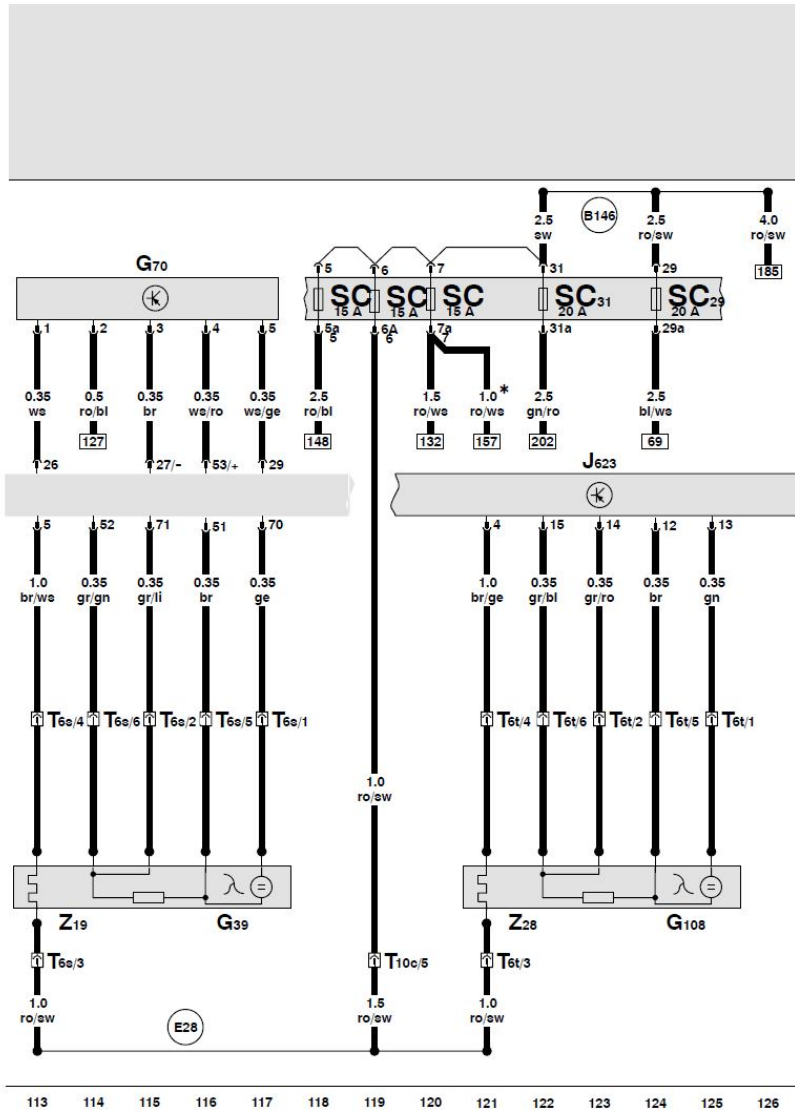 2.5 B146 2.5 4.0
sw ro/sw ro/sw
185
G70
5 6 7 31 29
SC SC SC SC31 SC29
15 A 15 A 15 A 20 A 20 A
1 2 3 4 5 5a 6A 7a 31a 29a
5 6 7
0.35 0.5 0.35 0.35 0.35 2.5 1.5 1.0* 2.5 2.5
ws ro/bl br ws/ro ws/ge ro/bl ro/ws ro/ws gn/ro bl/ws
127 148 132 157 202 69
26 27/- 53/+ 29 J623
5 52 71 51 70 4 15 14 12 13
1.0 0.35 0.35 0.35 0.35 1.0 0.35 0.35 0.35 0.35
br/ws gr/gn gr/li br ge br/ge gr/bl gr/ro br gn
T6s/4 T6s/6 T6s/2 T6s/5 T6s/1 T6t/4 T6t/6 T6t/2 T6t/5 T6t/1
1.0
ro/sw
Z19 G39 Z28 G108
T6s/3 T10c/5 T6t/3
1.0 1.5 1.0
ro/sw E28 ro/sw ro/sw
113 114 115 116 117 118 119 120 121 122 123 124 125 126